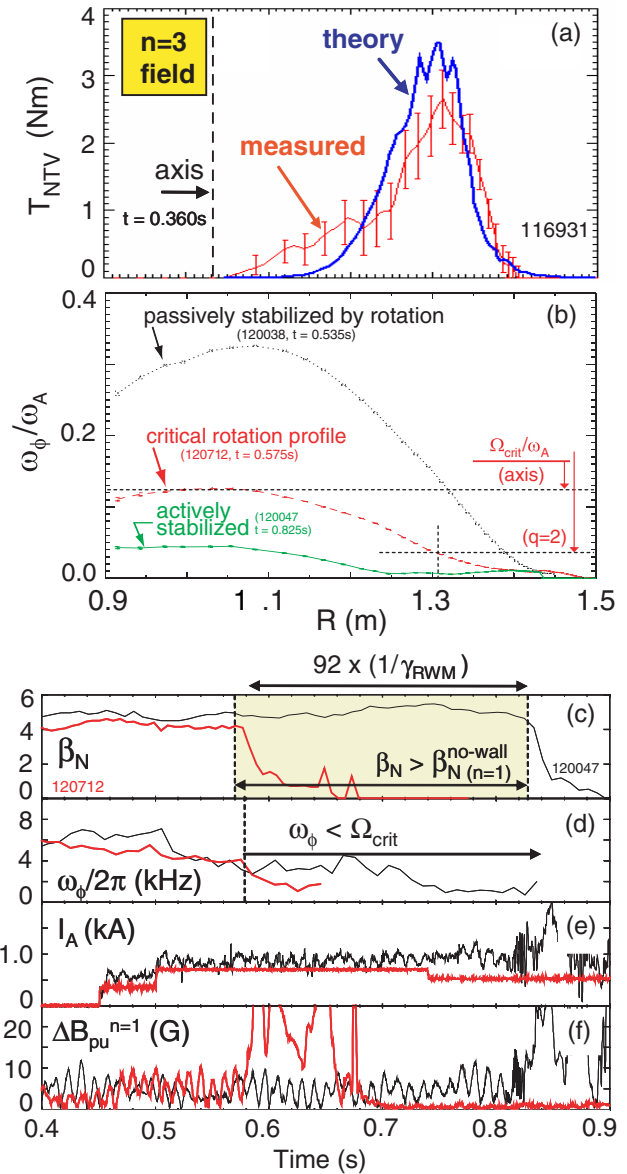 4
n=3
field
(a)
theory
3
T_NTV (Nm)
2
measured
axis
1
t = 0.360s
116931
0
0.4
passively stabilized by rotation
(b)
(120038, t = 0.535s)
ω_ϕ/ω_A
0.2
critical rotation profile
(120712, t = 0.575s)
Ω_crit/ω_A
(axis)
actively
stabilized
(120047
t = 0.825s)
(q=2)
0.0
0.9 1.1 1.3 1.5
R (m)
92 x (1/γ_RWM)
6
(c)
4
β_N
2
β_N > β_N (n=1)^no-wall
120712
120047
0
8
(d)
ω_ϕ < Ω_crit
4
ω_ϕ/2π (kHz)
0
I_A (kA)
(e)
1.0
0.0
20
ΔB_pu^n=1 (G)
(f)
10
0
0.4 0.5 0.6 0.7 0.8 0.9
Time (s)